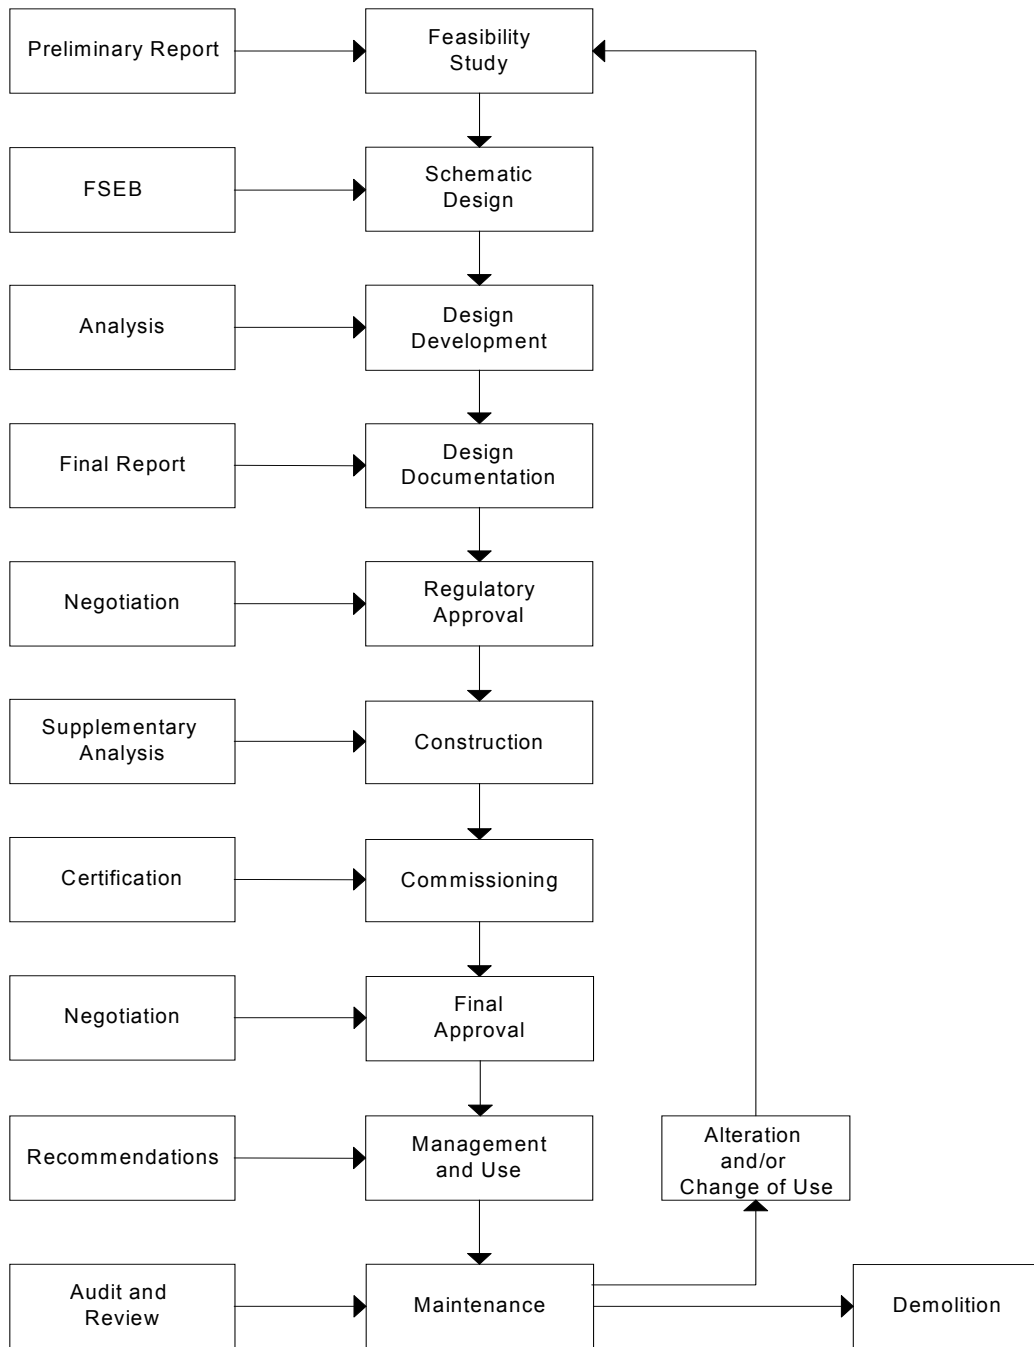 Preliminary Report
Feasibility
Study
FSEB
Schematic
Design
Analysis
Design
Development
Final Report
Design
Documentation
Negotiation
Regulatory
Approval
Supplementary
Analysis
Construction
Certification
Commissioning
Negotiation
Final
Approval
Recommendations
Management
and Use
Alteration
and/or
Change of Use
Audit and
Review
Maintenance
Demolition